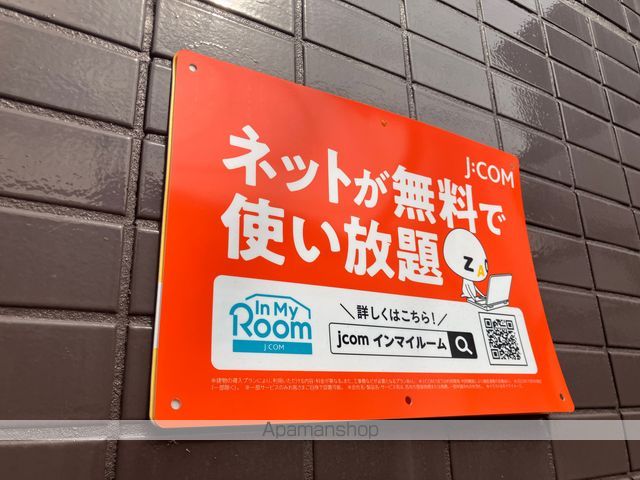 J:COM
ネットが無料で
使い放題
ZA
In My
Room
J:COM
＼詳しくはこちら！／
jcom インマイルーム
Apamanshop